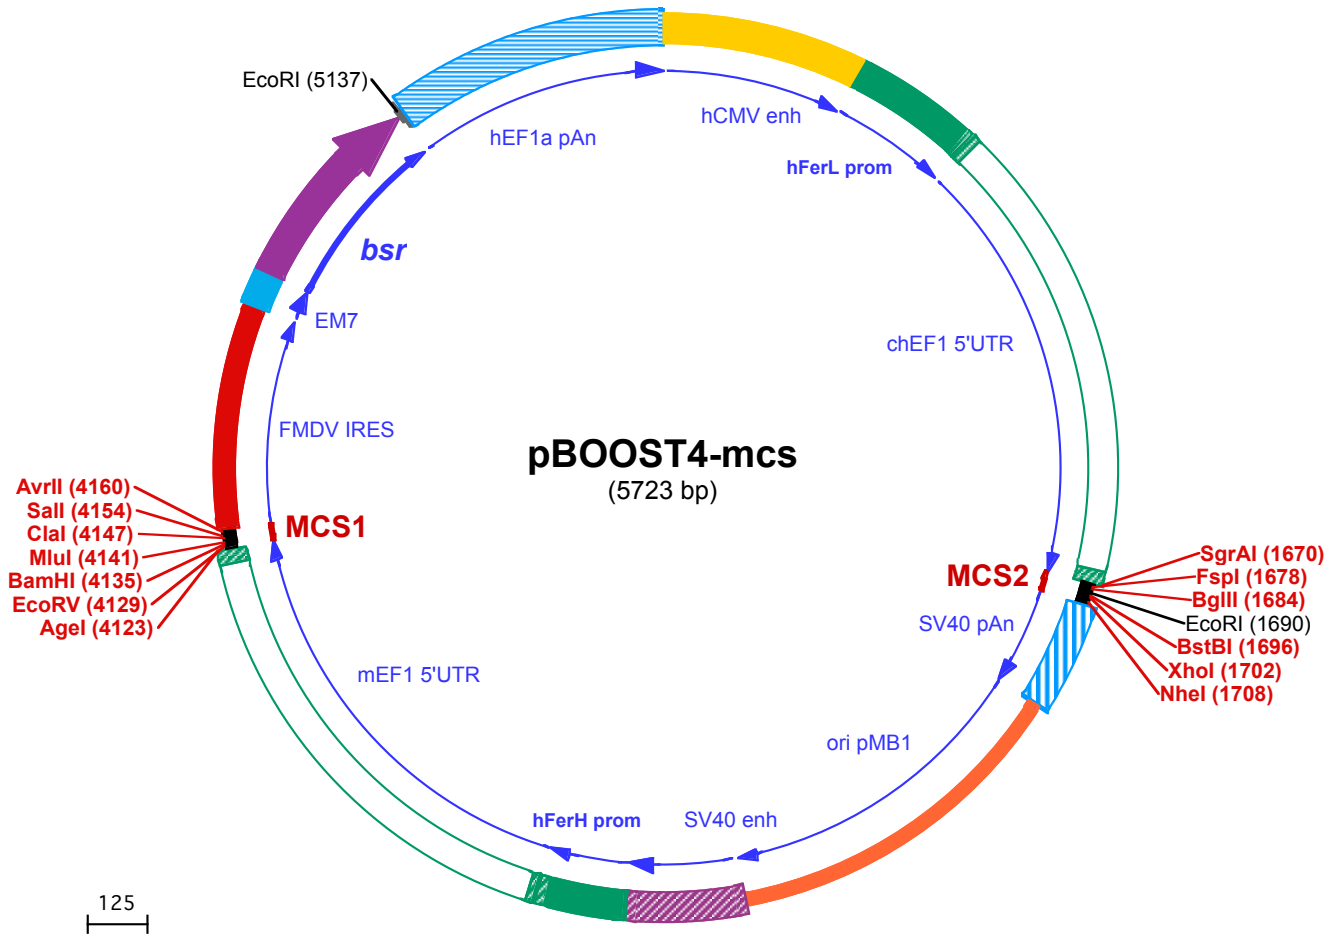 EcoRI (5137)
hEF1a pAn
hCMV enh
hFerL prom
bsr
EM7
chEF1 5'UTR
FMDV IRES
pBOOST4-mcs
(5723 bp)
AvrII (4160)
SalI (4154)
ClaI (4147)
MluI (4141)
BamHI (4135)
EcoRV (4129)
AgeI (4123)
MCS1
MCS2
SgrAI (1670)
FspI (1678)
BglII (1684)
EcoRI (1690)
BstBI (1696)
XhoI (1702)
NheI (1708)
SV40 pAn
mEF1 5'UTR
ori pMB1
hFerH prom
SV40 enh
125